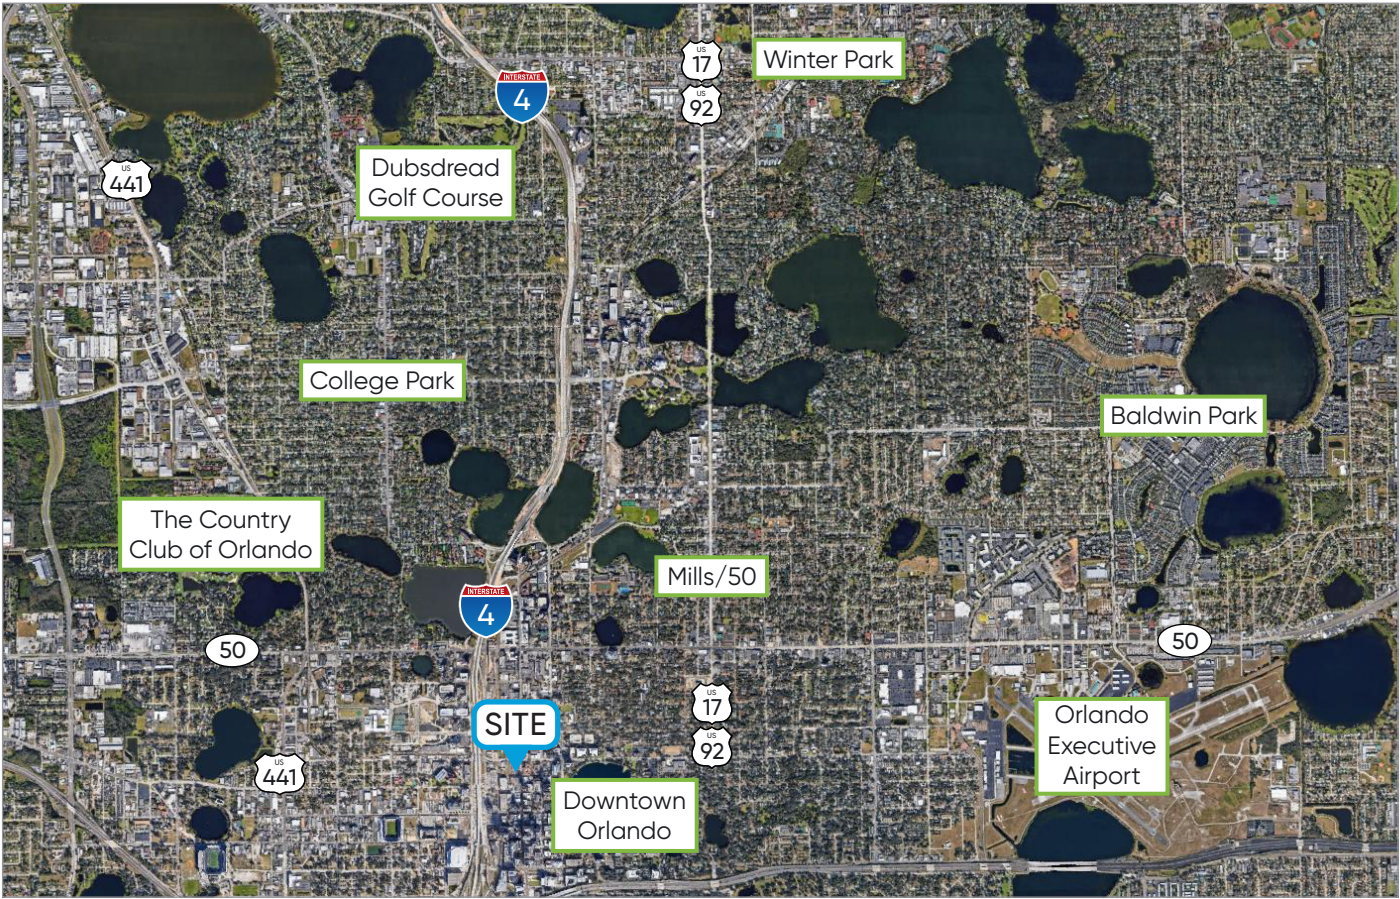 US
17
Winter Park
INTERSTATE
4
US
92
Dubsdread
Golf Course
US
441
College Park
Baldwin Park
The Country
Club of Orlando
Mills/50
INTERSTATE
4
50
50
US
17
SITE
Orlando
Executive
Airport
US
92
US
441
Downtown
Orlando